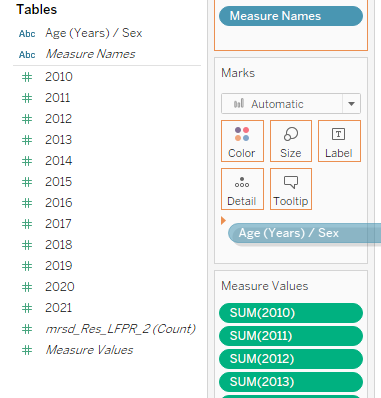 Tables
Abc Age (Years) / Sex
Abc Measure Names
# 2010
# 2011
# 2012
# 2013
# 2014
# 2015
# 2016
# 2017
# 2018
# 2019
# 2020
# 2021
# mrsd_Res_LFPR_2 (Count)
# Measure Values
Measure Names
Marks
Automatic
Color Size Label
Detail Tooltip
Age (Years) / Sex
Measure Values
SUM(2010)
SUM(2011)
SUM(2012)
SUM(2013)